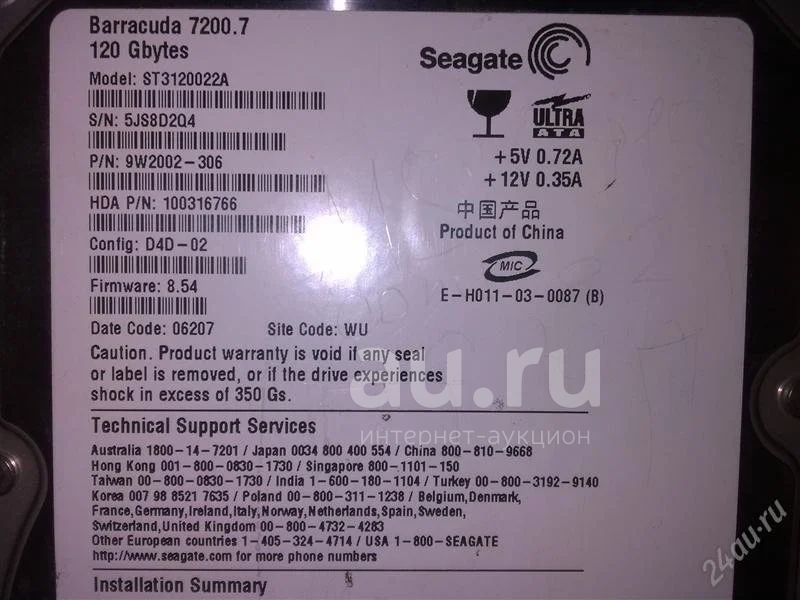 Barracuda 7200.7
120 Gbytes
Model: ST3120022A
S/N: 5JS8D2Q4
P/N: 9W2002-306
HDA P/N: 100316766
Config: D4D-02
Firmware: 8.54
Date Code: 06207 Site Code: WU
Seagate
ULTRA
ATA
+5V 0.72A
+12V 0.35A
中国产品
Product of China
MIC
E-H011-03-0087 (B)
Caution. Product warranty is void if any seal
or label is removed, or if the drive experiences
shock in excess of 350 Gs.
au.ru
интернет-аукцион
Technical Support Services
Australia 1800-14-7201 / Japan 0034 800 400 554 / China 800-810-9668
Hong Kong 001-800-0830-1730 / Singapore 800-1101-150
Taiwan 00-800-0830-1730 / India 1-600-180-1104 / Turkey 00-800-3192-9140
Korea 007 98 8521 7635 / Poland 00-800-311-1238 / Belgium,Denmark,
France,Germany,Ireland,Italy,Norway,Netherlands,Spain,Sweden,
Switzerland,United Kingdom 00-800-4732-4283
Other European countries 1-405-324-4714 / USA 1-800-SEAGATE
http://www.seagate.com for more phone numbers
Installation Summary
24au.ru